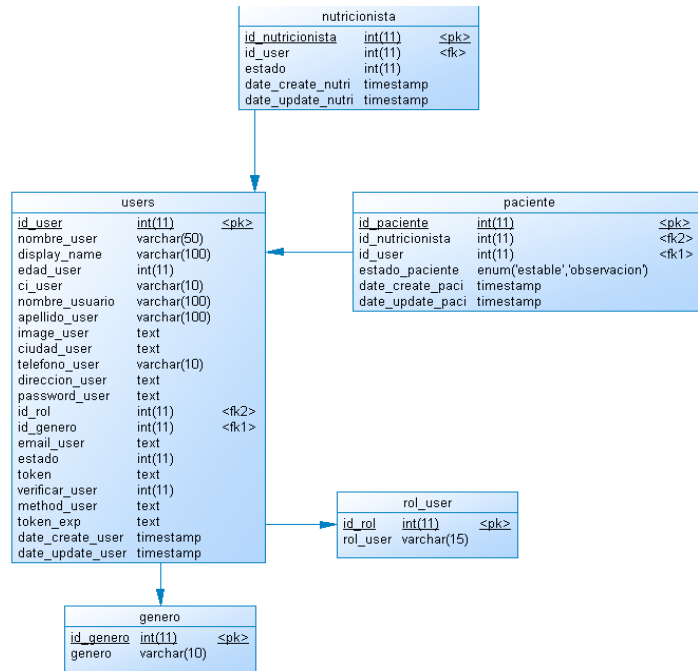 nutricionista
id_nutricionista int(11) <pk>
id_user int(11) <fk>
estado int(11)
date_create_nutri timestamp
date_update_nutri timestamp
users
id_user int(11) <pk>
nombre_user varchar(50)
display_name varchar(100)
edad_user int(11)
ci_user varchar(10)
nombre_usuario varchar(100)
apellido_user varchar(100)
image_user text
ciudad_user text
telefono_user varchar(10)
direccion_user text
password_user text
id_rol int(11) <fk2>
id_genero int(11) <fk1>
email_user text
estado int(11)
token text
verificar_user int(11)
method_user text
token_exp text
date_create_user timestamp
date_update_user timestamp
paciente
id_paciente int(11) <pk>
id_nutricionista int(11) <fk2>
id_user int(11) <fk1>
estado_paciente enum('estable','observacion')
date_create_paci timestamp
date_update_paci timestamp
rol_user
id_rol int(11) <pk>
rol_user varchar(15)
genero
id_genero int(11) <pk>
genero varchar(10)